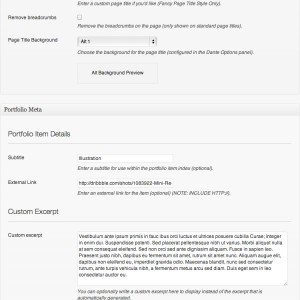 Enter a custom page title if you'd like (Fancy Page Title Style Only).
Remove breadcrumbs
Remove the breadcrumbs on the page (only shown on standard page titles).
Page Title Background
Alt 1
Choose the background for the page title (configured in the Dante Options panel).
Alt Background Preview
Portfolio Meta
Portfolio Item Details
Subtitle
Illustration
Enter a subtitle for use within the portfolio item index (optional).
External Link
http://dribbble.com/shots/1083922-Mini-Re
Enter an external link for the item (optional) (NOTE: INCLUDE HTTP://).
Custom Excerpt
Custom excerpt
Vestibulum ante ipsum primis in fauc ibus orci luctus et ultrices posuere cubilia Curae; Integer
in enim dui. Suspendisse potenti. Sed placerat pellentesque nibh ut varius. Morbi aliquet nulla
at sem consequat eleifend. Sed non orci sed ante dignissim aliquam. Fusce in sapien leo.
Praesent justo nibh, dapibus eu fermentum sit amet, rutrum sit amet nunc. Aliquam augue elit,
dapibus non eleifend eu, imperdiet gravida odio. Maecenas blandit, nunc sed consectetur
rutrum, ante turpis vehicula nibh, a fermentum metus arcu sed diam. Duis eget sem in leo
consectetur auctor eu.
You can optionally write a custom excerpt here to display instead of the excerpt that is
automatically generated.